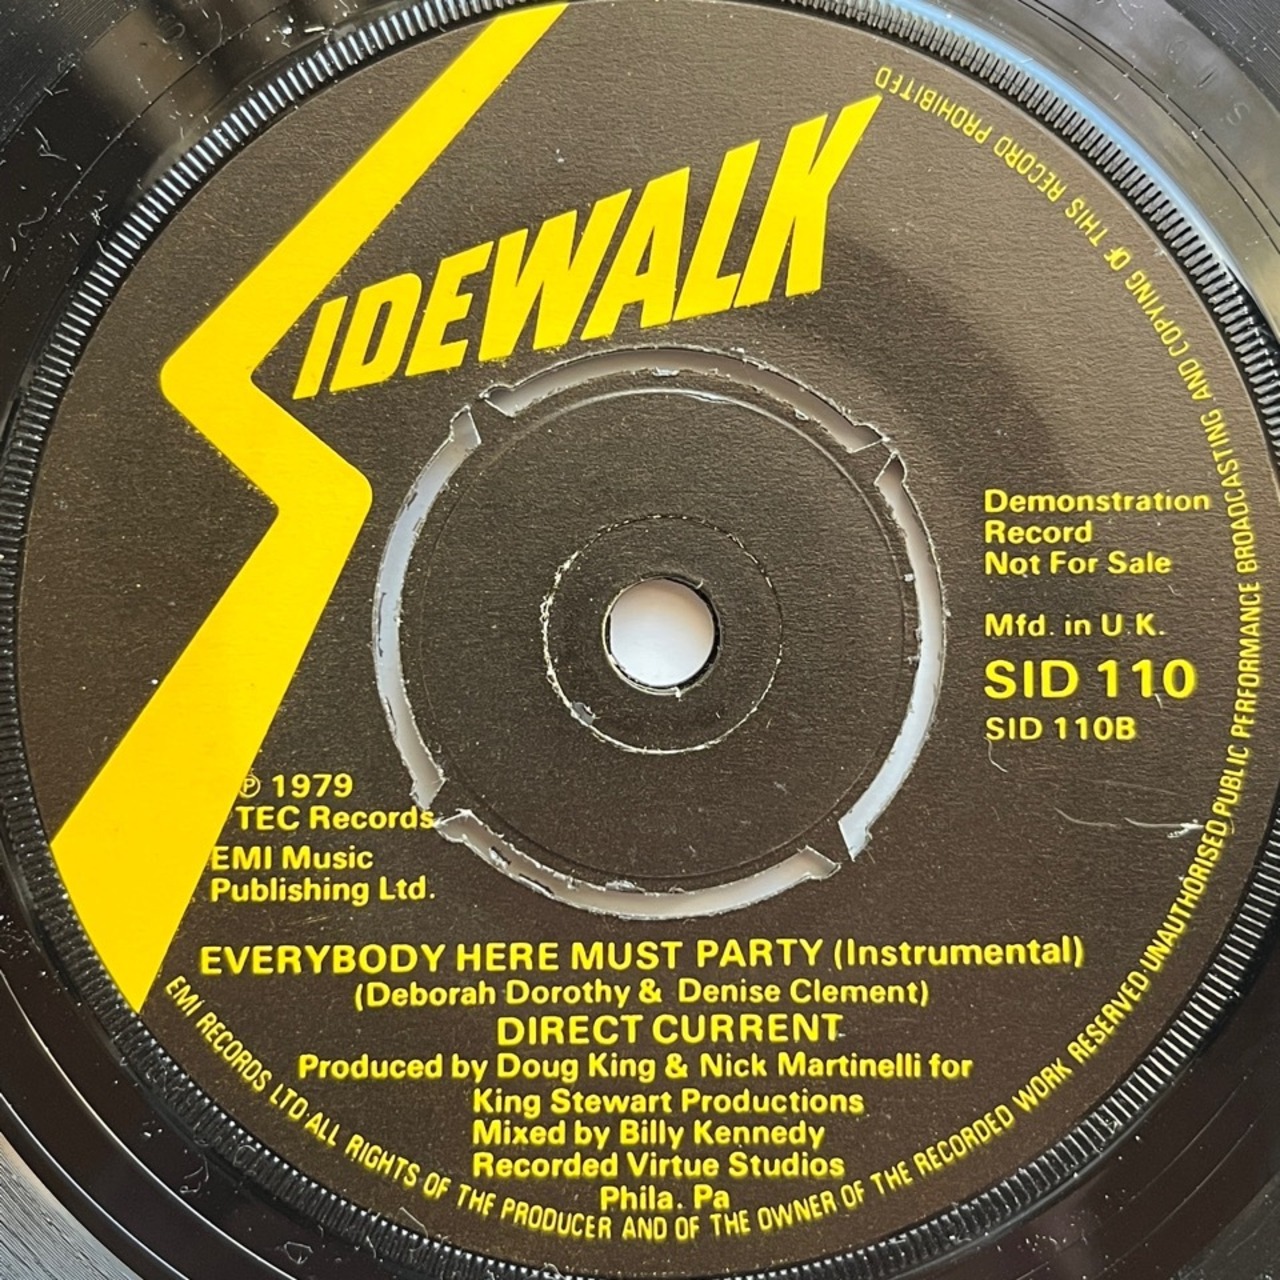 SIDEWALK
Demonstration
Record
Not For Sale
Mfd. in U.K.
SID 110
SID 110B
℗ 1979
TEC Records
EMI Music
Publishing Ltd.
EVERYBODY HERE MUST PARTY (Instrumental)
(Deborah Dorothy & Denise Clement)
DIRECT CURRENT
Produced by Doug King & Nick Martinelli for
King Stewart Productions
Mixed by Billy Kennedy
Recorded Virtue Studios
Phila. Pa
EMI RECORDS LTD·ALL RIGHTS OF THE PRODUCER AND OF THE OWNER OF THE RECORDED WORK RESERVED·UNAUTHORISED PUBLIC PERFORMANCE BROADCASTING AND COPYING OF THIS RECORD PROHIBITED